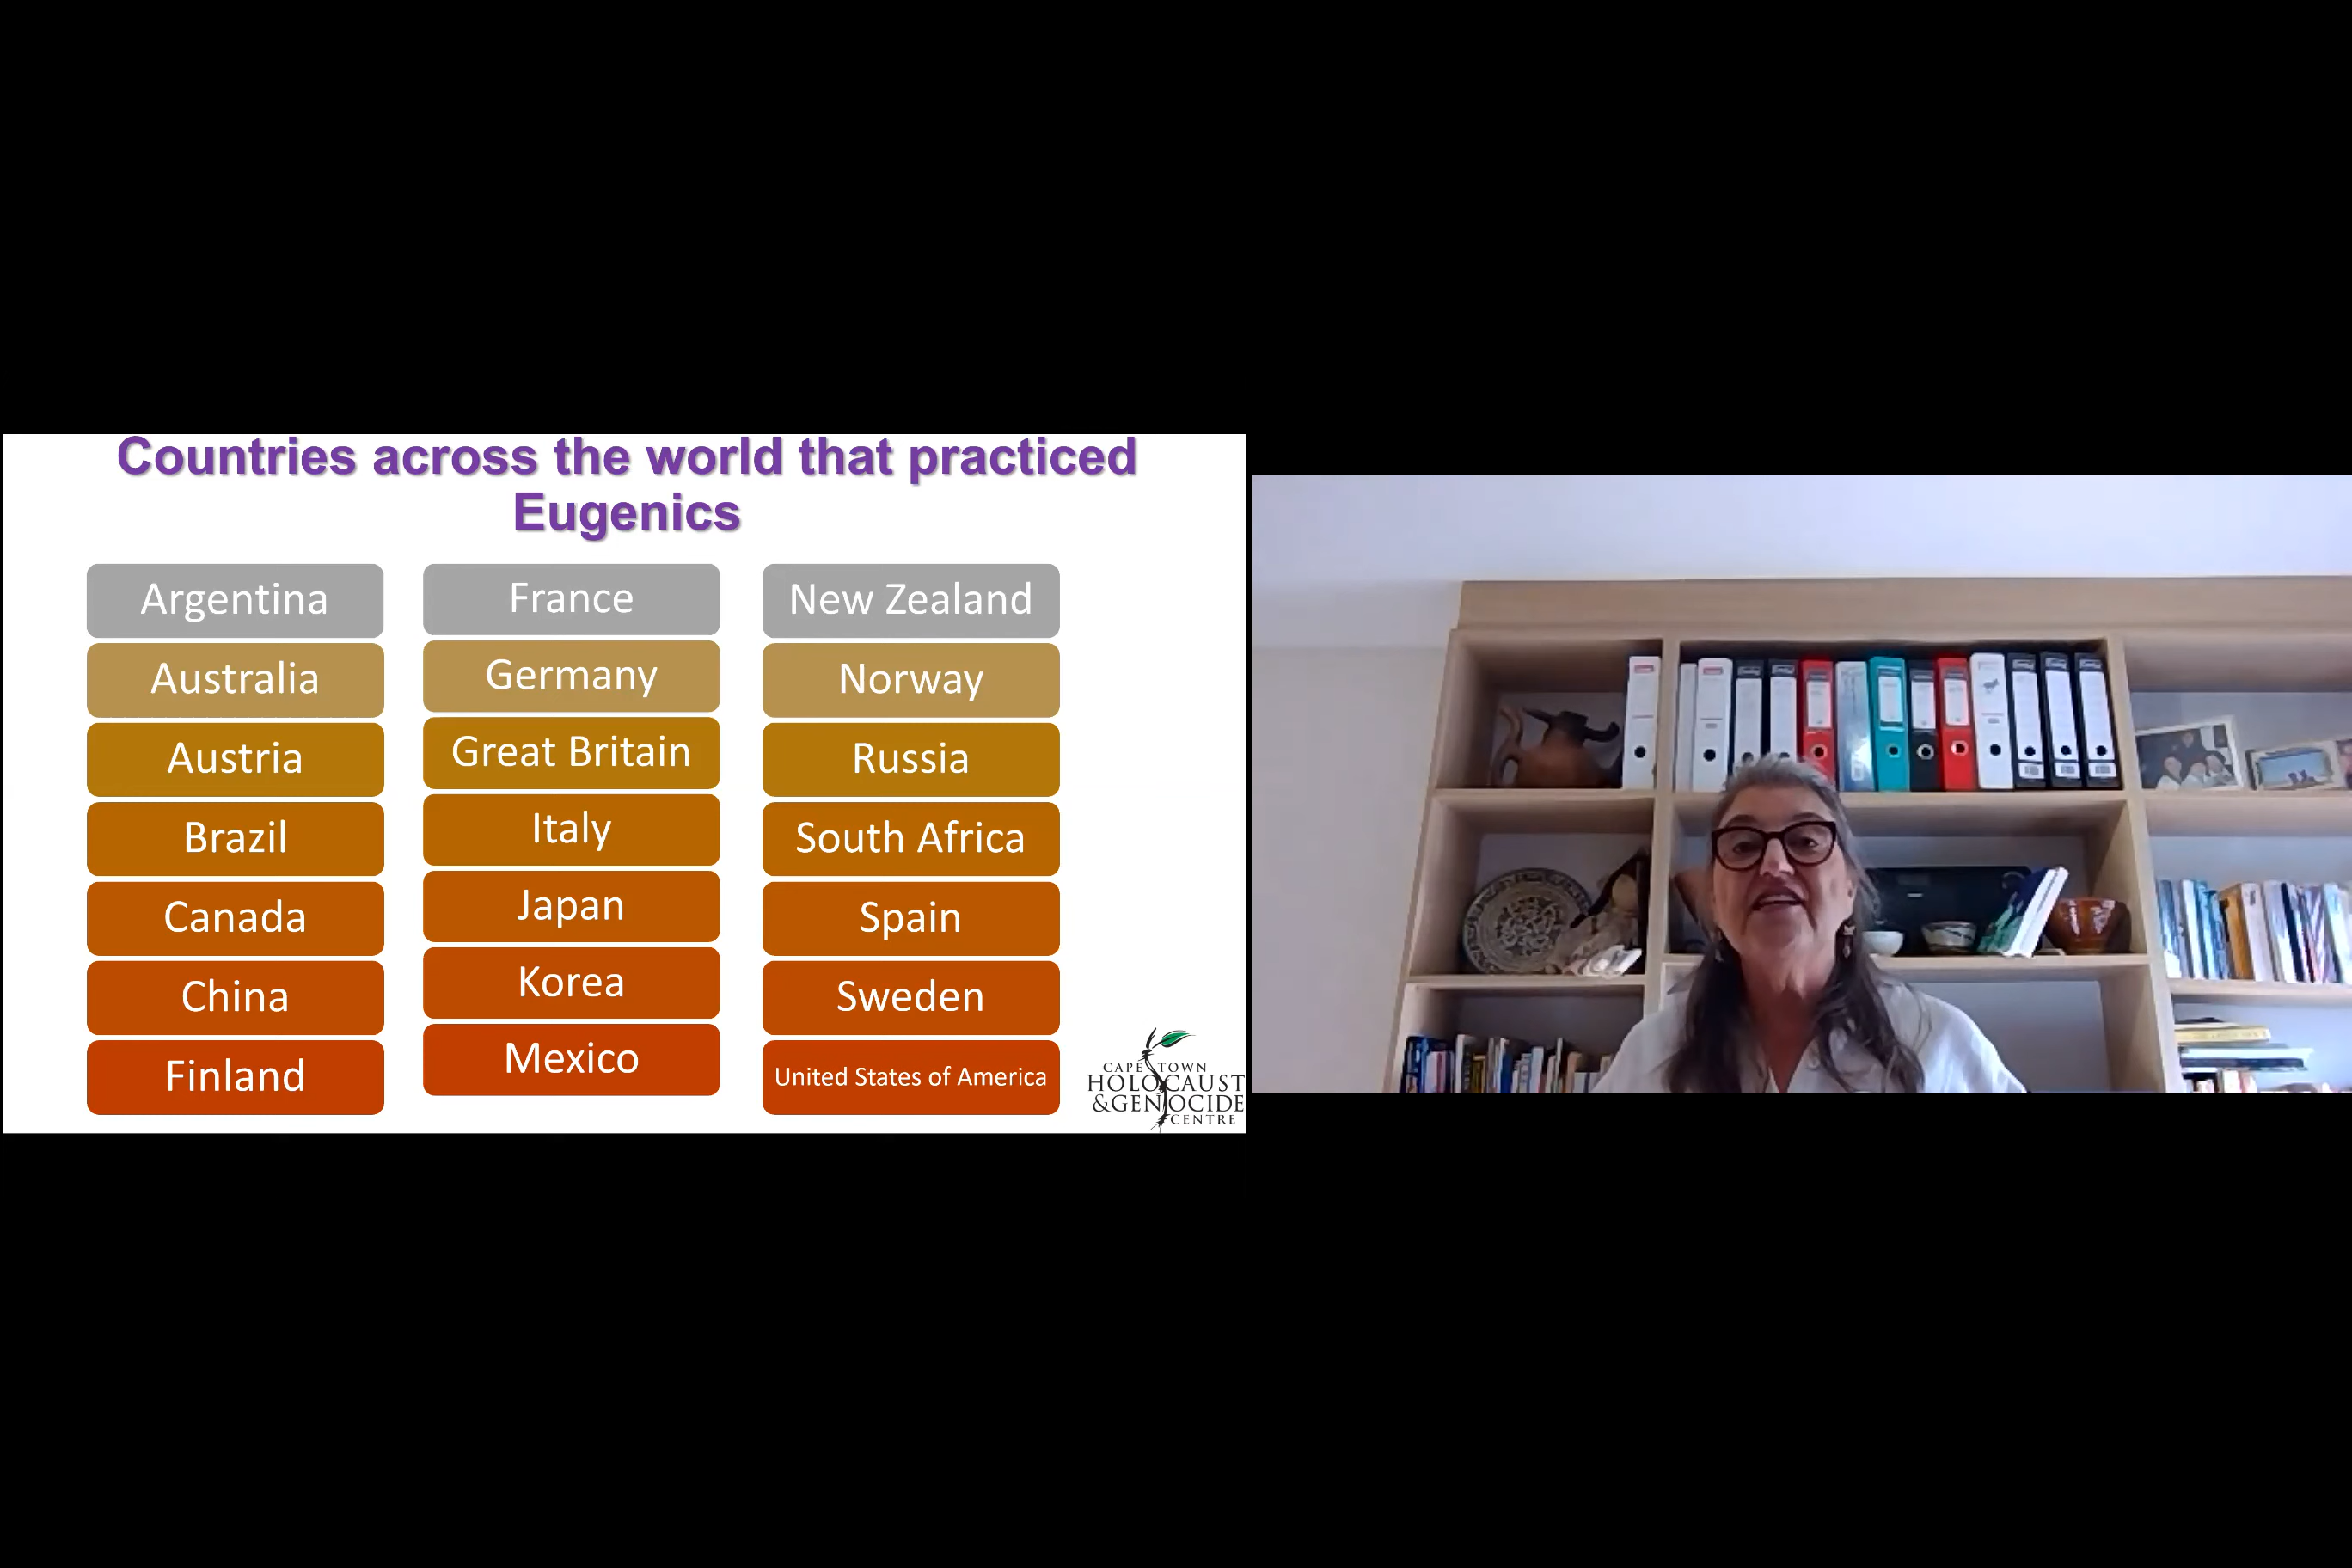 Countries across the world that practiced
Eugenics
Argentina
Australia
Austria
Brazil
Canada
China
Finland
France
Germany
Great Britain
Italy
Japan
Korea
Mexico
New Zealand
Norway
Russia
South Africa
Spain
Sweden
United States of America
CAPE TOWN
HOLOCAUST
& GENOCIDE
CENTRE